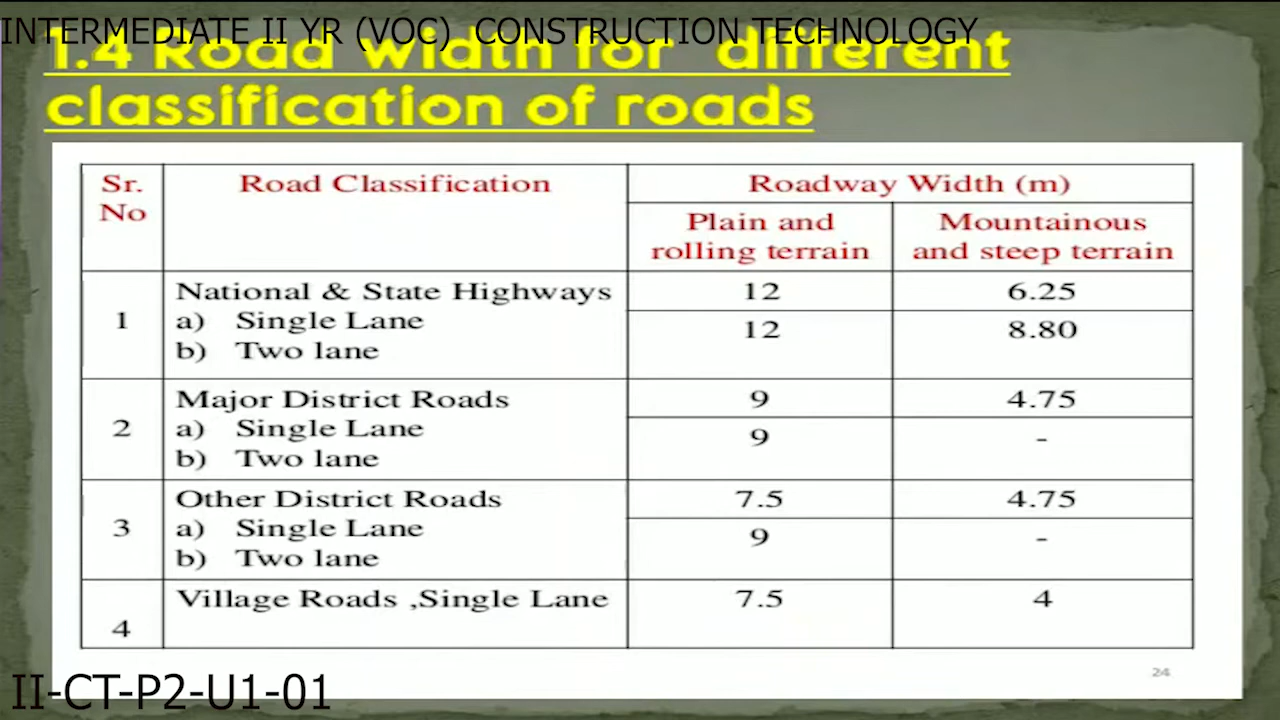 INTERMEDIATE II YR (VOC) CONSTRUCTION TECHNOLOGY
1.4 Road width for different
classification of roads
Sr. No
Road Classification
Roadway Width (m)
Plain and rolling terrain
Mountainous and steep terrain
1
National & State Highways
12
6.25
a) Single Lane
12
8.80
b) Two lane
2
Major District Roads
9
4.75
a) Single Lane
9
-
b) Two lane
3
Other District Roads
7.5
4.75
a) Single Lane
9
-
b) Two lane
4
Village Roads ,Single Lane
7.5
4
24
II-CT-P2-U1-01